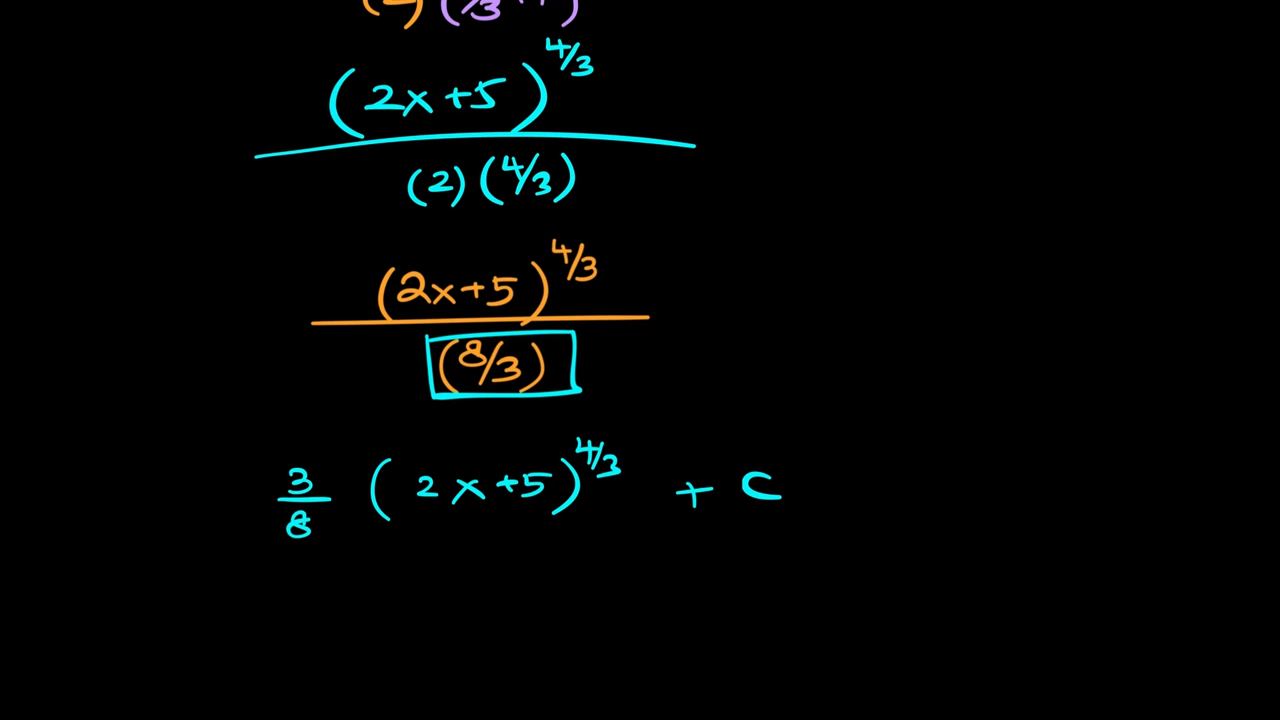 (2x+5)^4/3
(2)(4/3)
(2x+5)^4/3
(8/3)
3/8 (2x+5)^4/3 + C